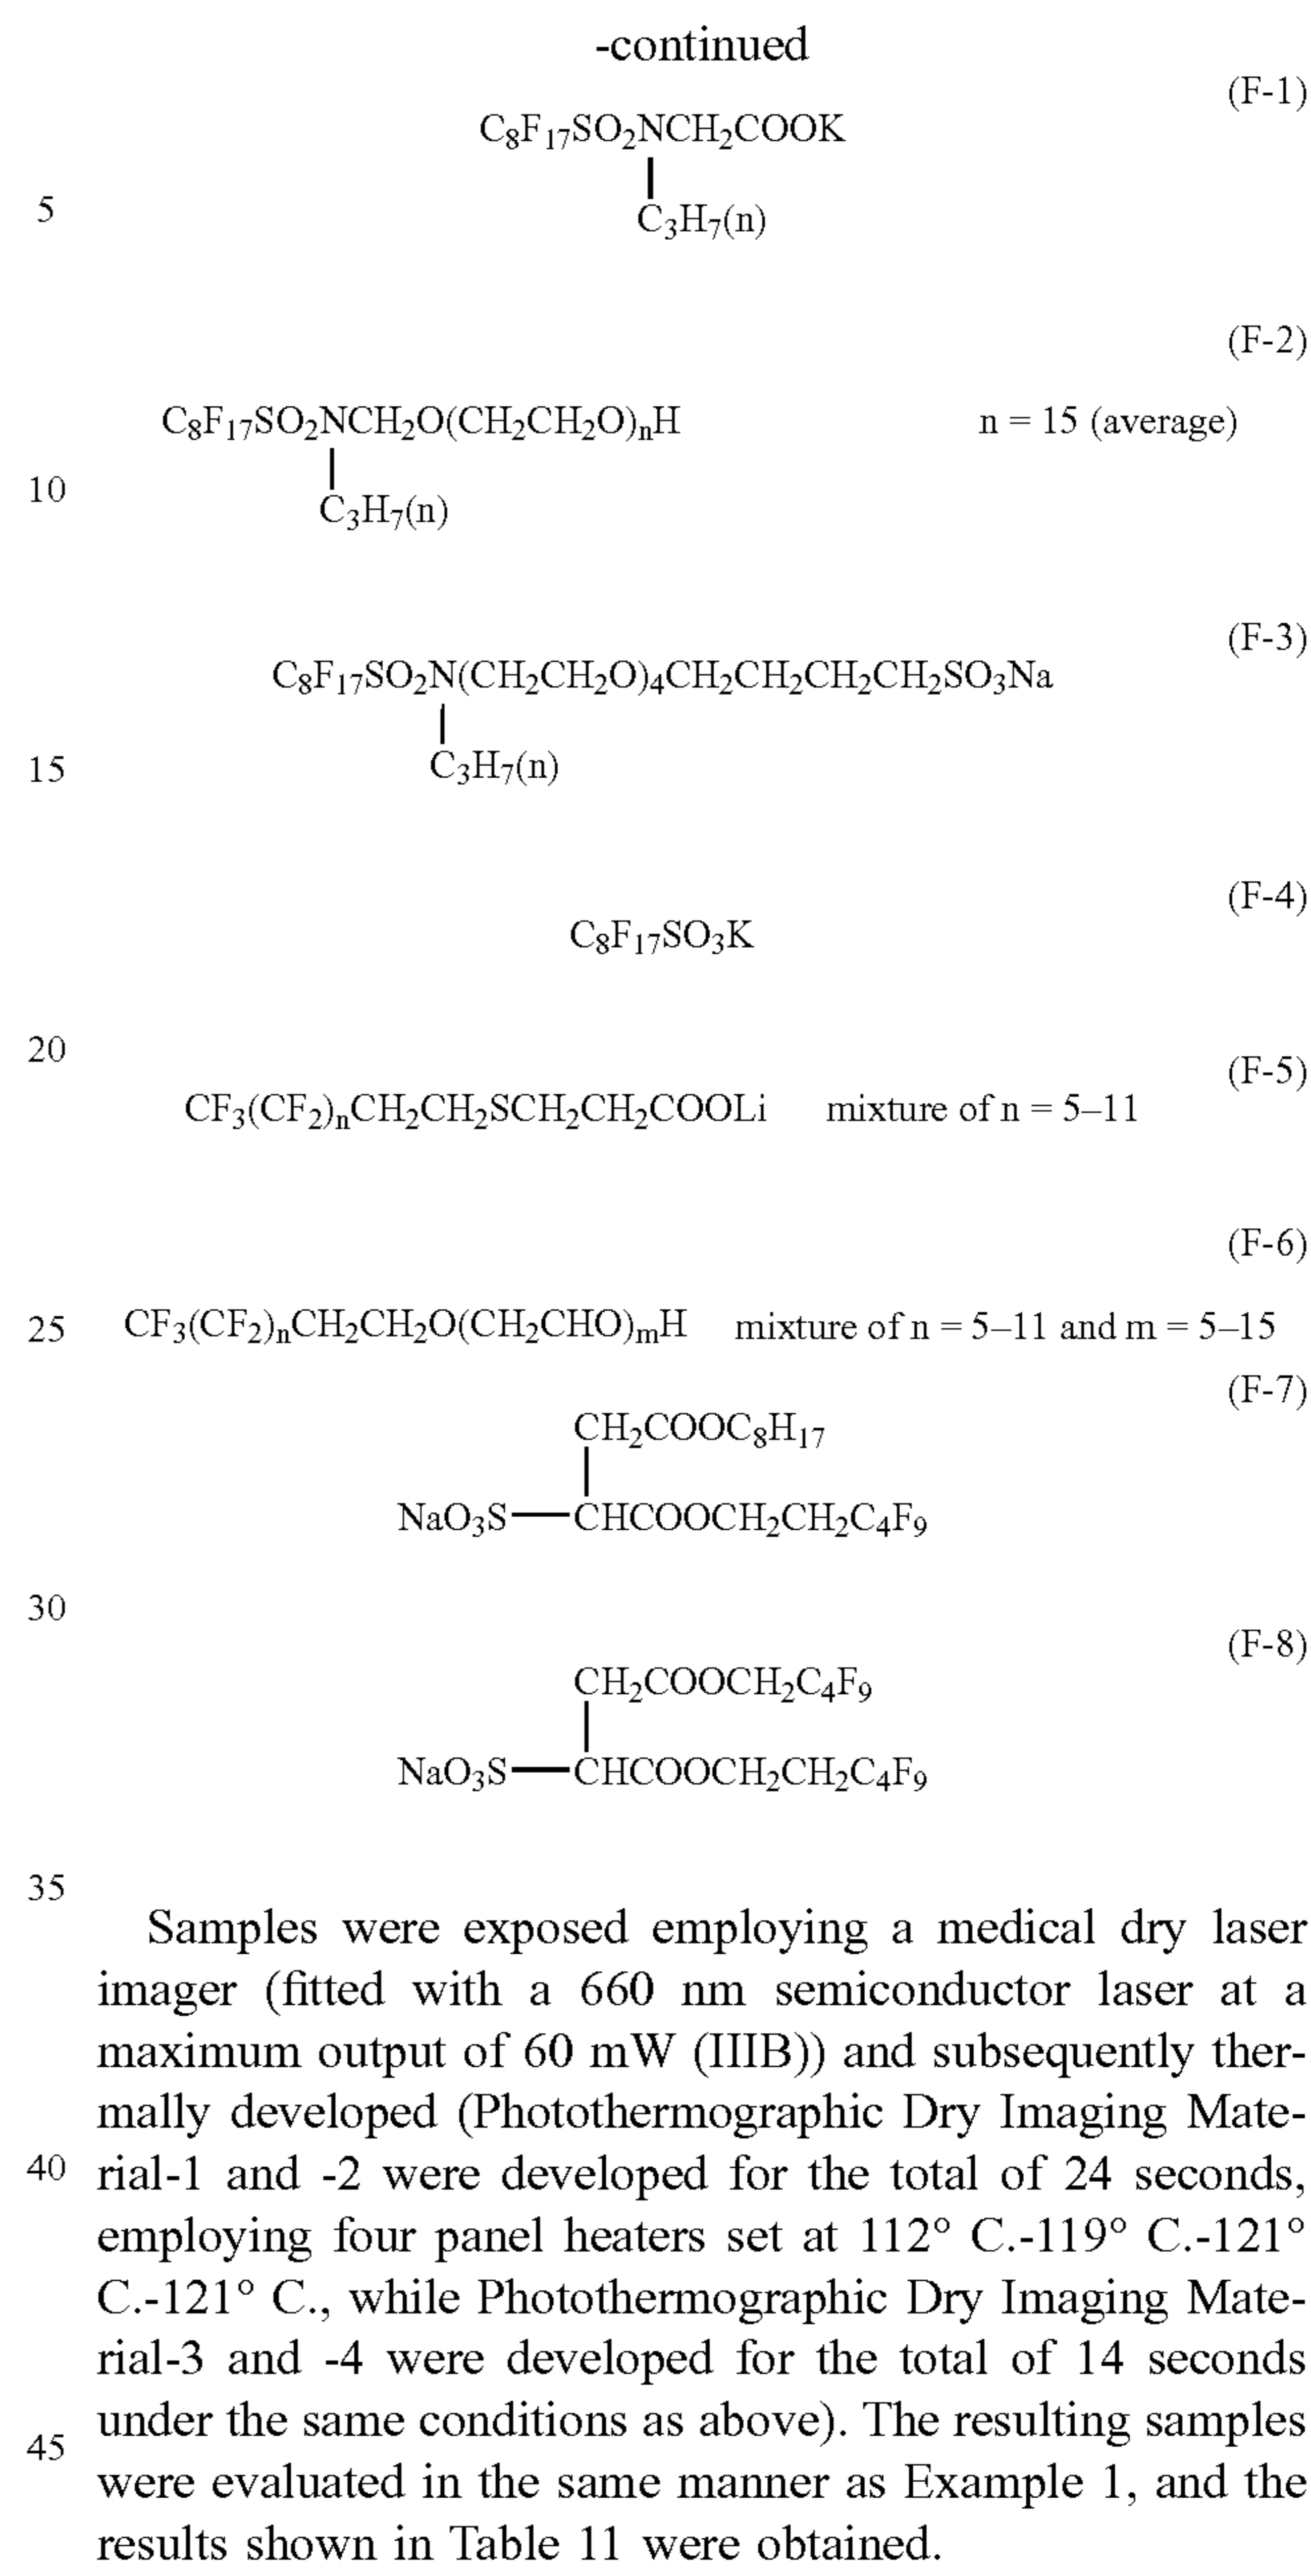 -continued
(F-1)
C8F17SO2NCH2COOK
5
C3H7(n)
(F-2)
C8F17SO2NCH2O(CH2CH2O)nH n = 15 (average)
10
C3H7(n)
(F-3)
C8F17SO2N(CH2CH2O)4CH2CH2CH2CH2SO3Na
15
C3H7(n)
(F-4)
C8F17SO3K
20
(F-5)
CF3(CF2)nCH2CH2SCH2CH2COOLi mixture of n = 5–11
(F-6)
25 CF3(CF2)nCH2CH2O(CH2CHO)mH mixture of n = 5–11 and m = 5–15
(F-7)
CH2COOC8H17
NaO3S—CHCOOCH2CH2C4F9
30
(F-8)
CH2COOCH2C4F9
NaO3S—CHCOOCH2CH2C4F9
35
Samples were exposed employing a medical dry laser
imager (fitted with a 660 nm semiconductor laser at a
maximum output of 60 mW (IIIB)) and subsequently ther-
mally developed (Photothermographic Dry Imaging Mate-
40 rial-1 and -2 were developed for the total of 24 seconds,
employing four panel heaters set at 112° C.-119° C.-121°
C.-121° C., while Photothermographic Dry Imaging Mate-
rial-3 and -4 were developed for the total of 14 seconds
under the same conditions as above). The resulting samples
45
were evaluated in the same manner as Example 1, and the
results shown in Table 11 were obtained.